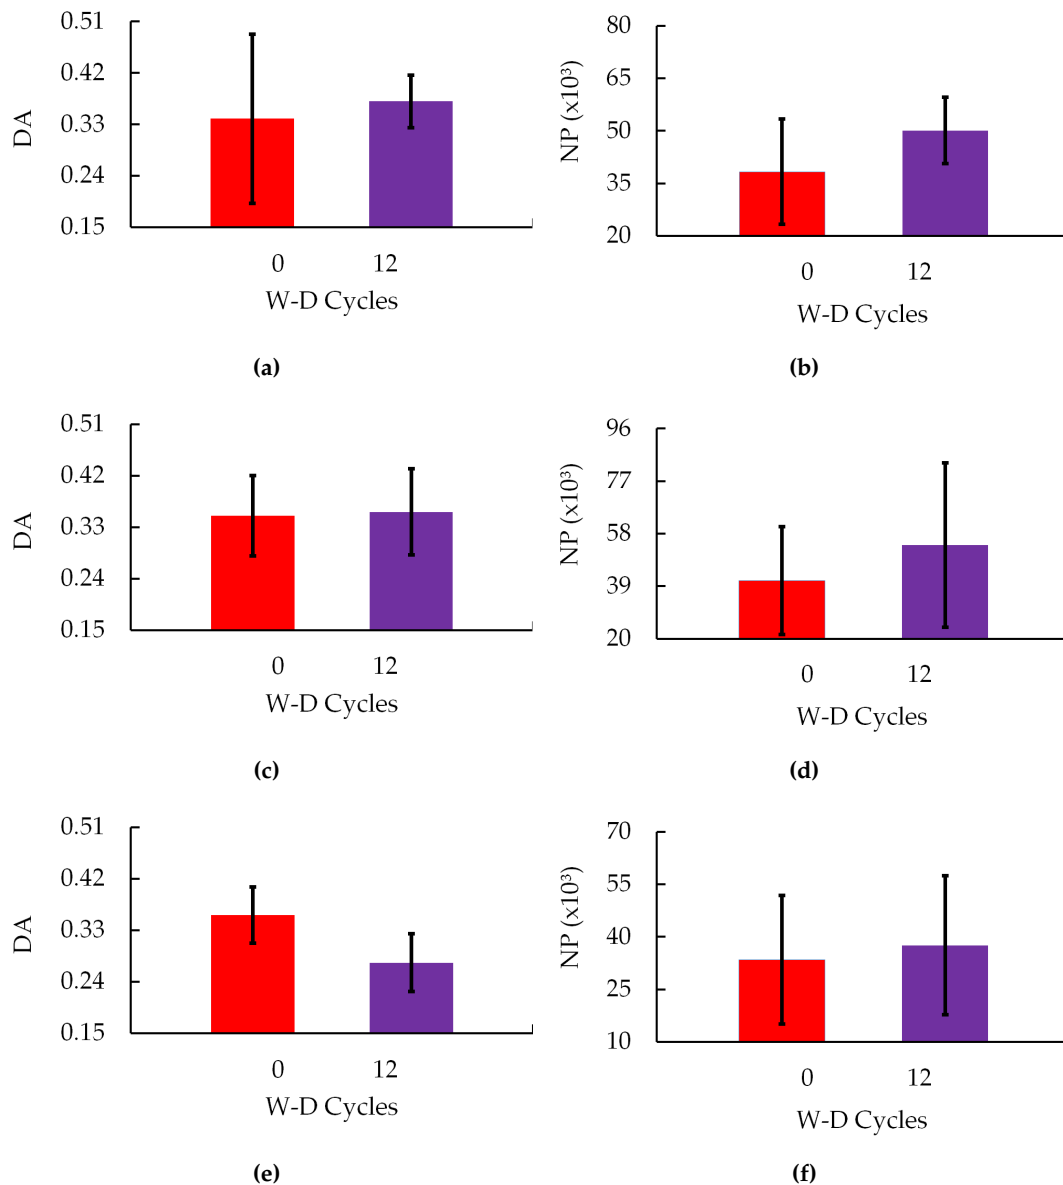 DA
0.51
0.42
0.33
0.24
0.15
0 12
W-D Cycles
(a)
NP (x10³)
80
65
50
35
20
0 12
W-D Cycles
(b)
DA
0.51
0.42
0.33
0.24
0.15
0 12
W-D Cycles
(c)
NP (x10³)
96
77
58
39
20
0 12
W-D Cycles
(d)
DA
0.51
0.42
0.33
0.24
0.15
0 12
W-D Cycles
(e)
NP (x10³)
70
55
40
25
10
0 12
W-D Cycles
(f)